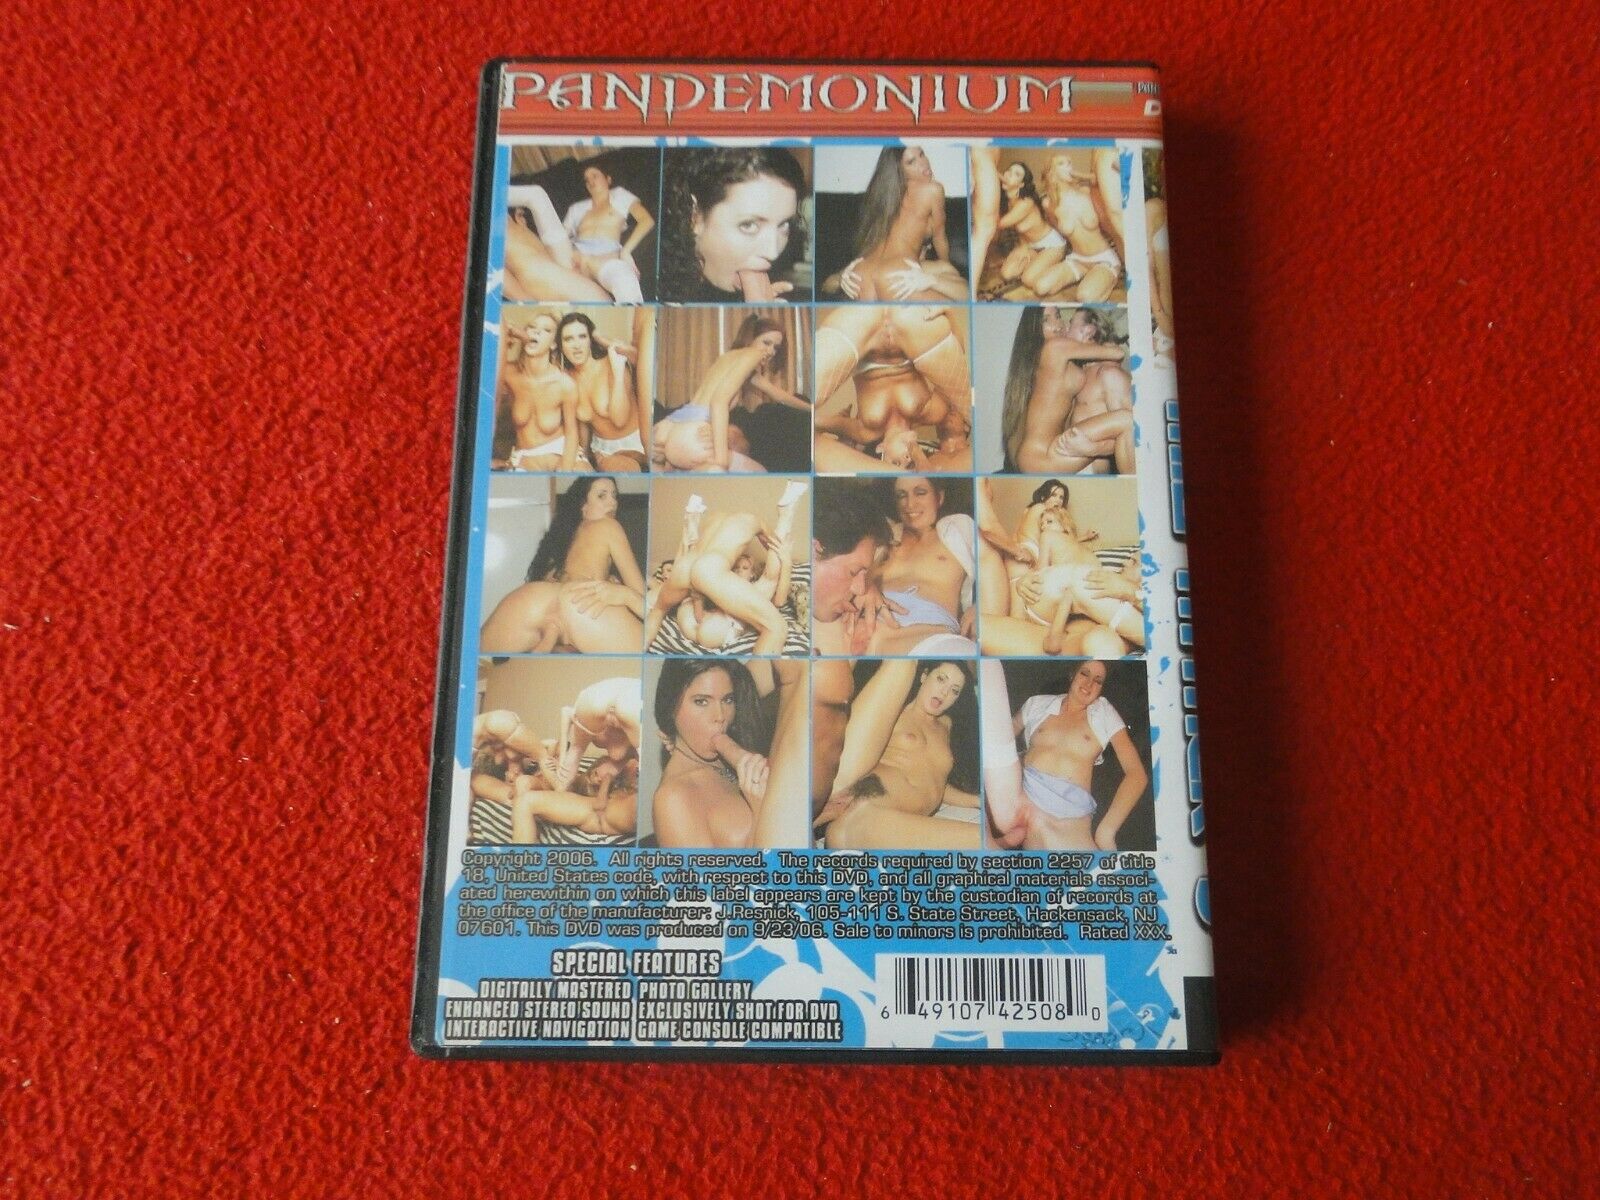 PANDEMONIUM
Copyright 2006. All rights reserved. The records required by section 2257 of title
18, United States code, with respect to this DVD, and all graphical materials associ-
ated herewithin on which this label appears are kept by the custodian of records at
the office of the manufacturer: J.Resnick, 105-111 S. State Street, Hackensack, NJ
07601. This DVD was produced on 9/23/06. Sale to minors is prohibited. Rated XXX.
SPECIAL FEATURES
DIGITALLY MASTERED PHOTO GALLERY
ENHANCED STEREO SOUND EXCLUSIVELY SHOT FOR DVD
INTERACTIVE NAVIGATION GAME CONSOLE COMPATIBLE
6 49107 42508 0